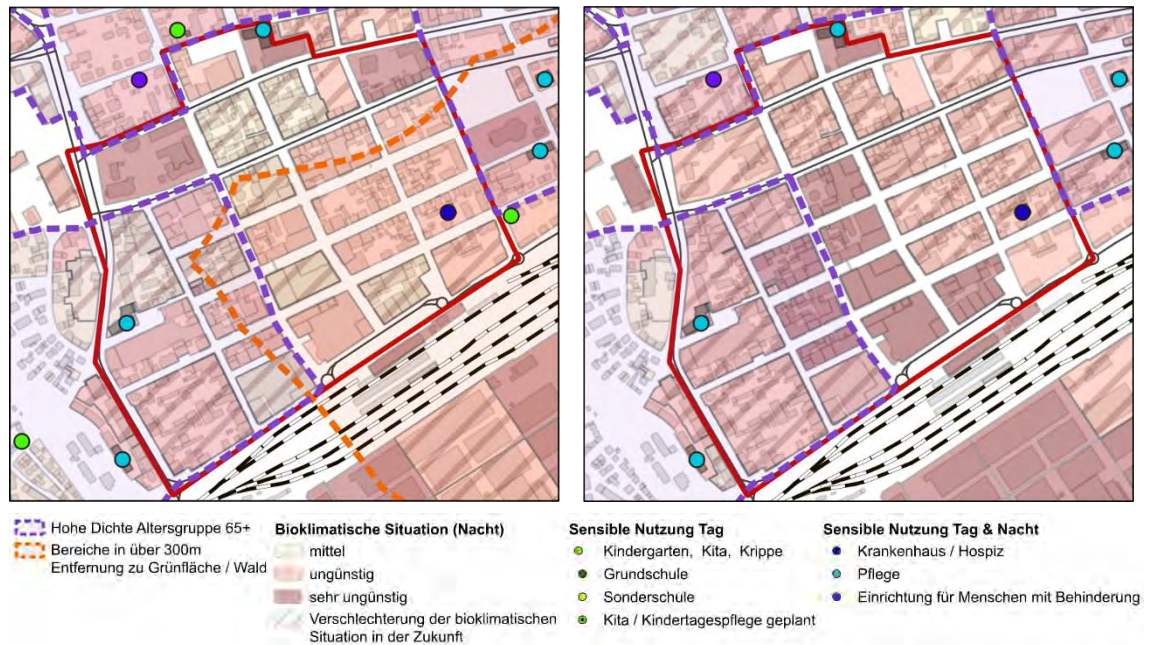 Hohe Dichte Altersgruppe 65+
Bereiche in über 300m
Entfernung zu Grünfläche / Wald
Bioklimatische Situation (Nacht)
mittel
ungünstig
sehr ungünstig
Verschlechterung der bioklimatischen
Situation in der Zukunft
Sensible Nutzung Tag
Kindergarten, Kita, Krippe
Grundschule
Sonderschule
Kita / Kindertagespflege geplant
Sensible Nutzung Tag & Nacht
Krankenhaus / Hospiz
Pflege
Einrichtung für Menschen mit Behinderung